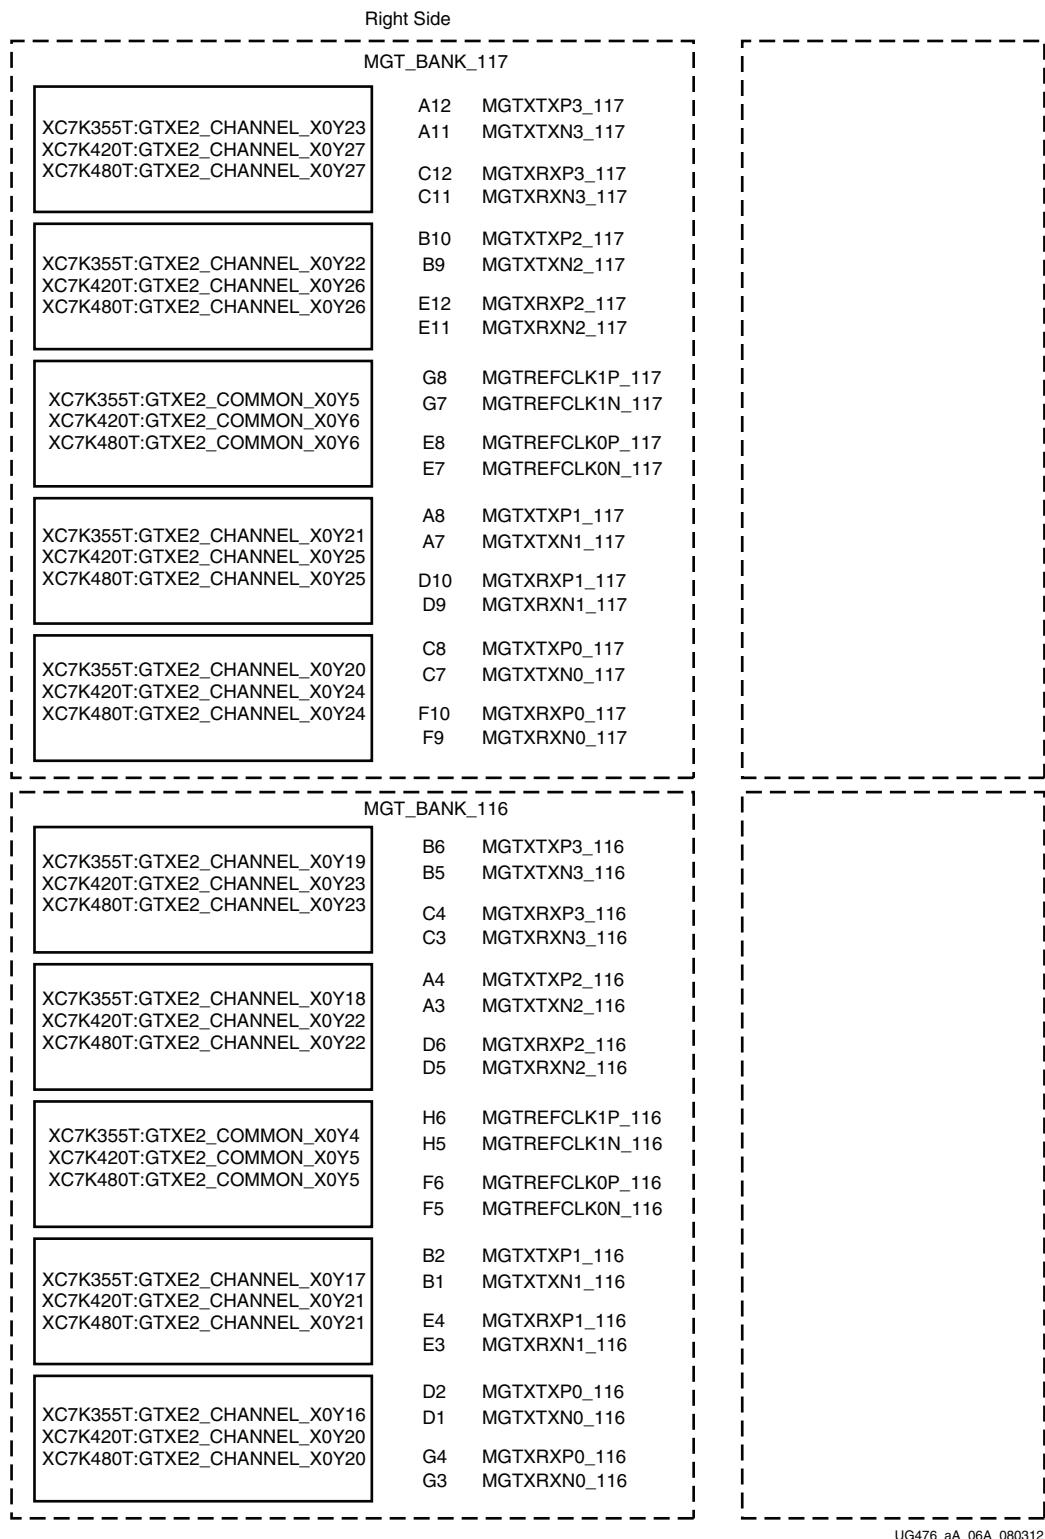 Right Side
MGT_BANK_117
XC7K355T:GTXE2_CHANNEL_X0Y23
XC7K420T:GTXE2_CHANNEL_X0Y27
XC7K480T:GTXE2_CHANNEL_X0Y27
A12 MGTXTXP3_117
A11 MGTXTXN3_117
C12 MGTXRXP3_117
C11 MGTXRXN3_117
XC7K355T:GTXE2_CHANNEL_X0Y22
XC7K420T:GTXE2_CHANNEL_X0Y26
XC7K480T:GTXE2_CHANNEL_X0Y26
B10 MGTXTXP2_117
B9 MGTXTXN2_117
E12 MGTXRXP2_117
E11 MGTXRXN2_117
XC7K355T:GTXE2_COMMON_X0Y5
XC7K420T:GTXE2_COMMON_X0Y6
XC7K480T:GTXE2_COMMON_X0Y6
G8 MGTREFCLK1P_117
G7 MGTREFCLK1N_117
E8 MGTREFCLK0P_117
E7 MGTREFCLK0N_117
XC7K355T:GTXE2_CHANNEL_X0Y21
XC7K420T:GTXE2_CHANNEL_X0Y25
XC7K480T:GTXE2_CHANNEL_X0Y25
A8 MGTXTXP1_117
A7 MGTXTXN1_117
D10 MGTXRXP1_117
D9 MGTXRXN1_117
XC7K355T:GTXE2_CHANNEL_X0Y20
XC7K420T:GTXE2_CHANNEL_X0Y24
XC7K480T:GTXE2_CHANNEL_X0Y24
C8 MGTXTXP0_117
C7 MGTXTXN0_117
F10 MGTXRXP0_117
F9 MGTXRXN0_117
MGT_BANK_116
XC7K355T:GTXE2_CHANNEL_X0Y19
XC7K420T:GTXE2_CHANNEL_X0Y23
XC7K480T:GTXE2_CHANNEL_X0Y23
B6 MGTXTXP3_116
B5 MGTXTXN3_116
C4 MGTXRXP3_116
C3 MGTXRXN3_116
XC7K355T:GTXE2_CHANNEL_X0Y18
XC7K420T:GTXE2_CHANNEL_X0Y22
XC7K480T:GTXE2_CHANNEL_X0Y22
A4 MGTXTXP2_116
A3 MGTXTXN2_116
D6 MGTXRXP2_116
D5 MGTXRXN2_116
XC7K355T:GTXE2_COMMON_X0Y4
XC7K420T:GTXE2_COMMON_X0Y5
XC7K480T:GTXE2_COMMON_X0Y5
H6 MGTREFCLK1P_116
H5 MGTREFCLK1N_116
F6 MGTREFCLK0P_116
F5 MGTREFCLK0N_116
XC7K355T:GTXE2_CHANNEL_X0Y17
XC7K420T:GTXE2_CHANNEL_X0Y21
XC7K480T:GTXE2_CHANNEL_X0Y21
B2 MGTXTXP1_116
B1 MGTXTXN1_116
E4 MGTXRXP1_116
E3 MGTXRXN1_116
XC7K355T:GTXE2_CHANNEL_X0Y16
XC7K420T:GTXE2_CHANNEL_X0Y20
XC7K480T:GTXE2_CHANNEL_X0Y20
D2 MGTXTXP0_116
D1 MGTXTXN0_116
G4 MGTXRXP0_116
G3 MGTXRXN0_116
UG476_aA_06A_080312